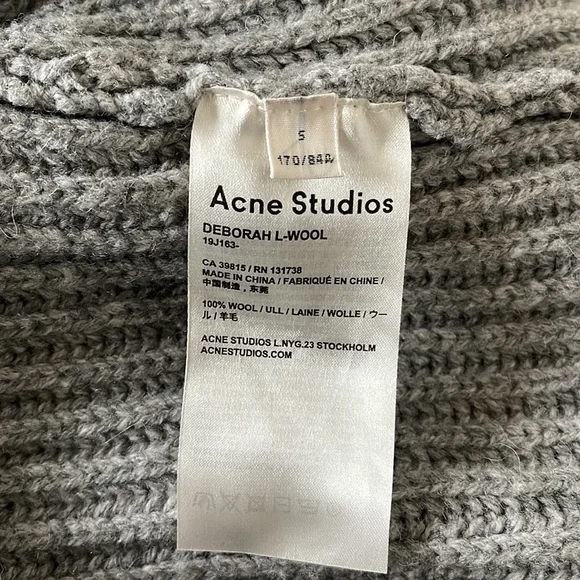 S
170/84A
Acne Studios
DEBORAH L-WOOL
19J163-
CA 39815 / RN 131738
MADE IN CHINA / FABRIQUÉ EN CHINE /
中国制造，东莞
100% WOOL / ULL / LAINE / WOLLE / ウー
ル / 羊毛
ACNE STUDIOS L.NYG.23 STOCKHOLM
ACNESTUDIOS.COM